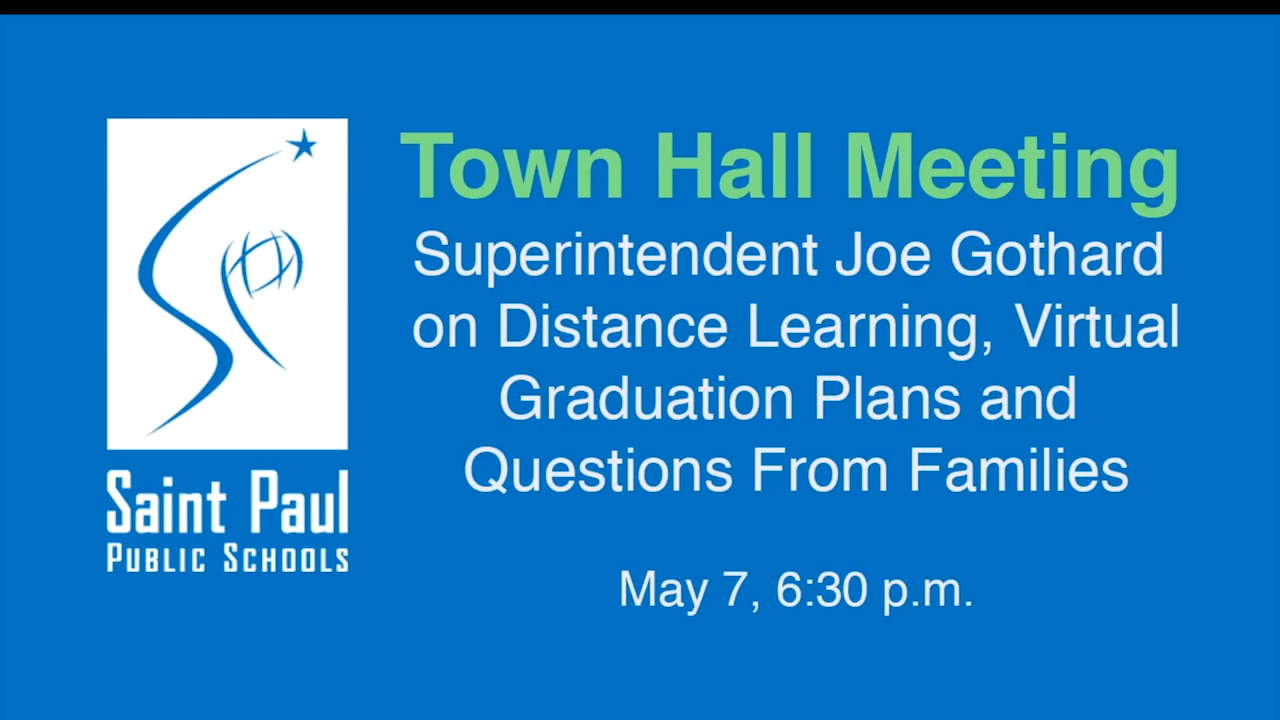 Town Hall Meeting
Superintendent Joe Gothard
on Distance Learning, Virtual
Graduation Plans and
Questions From Families
May 7, 6:30 p.m.
Saint Paul
PUBLIC SCHOOLS